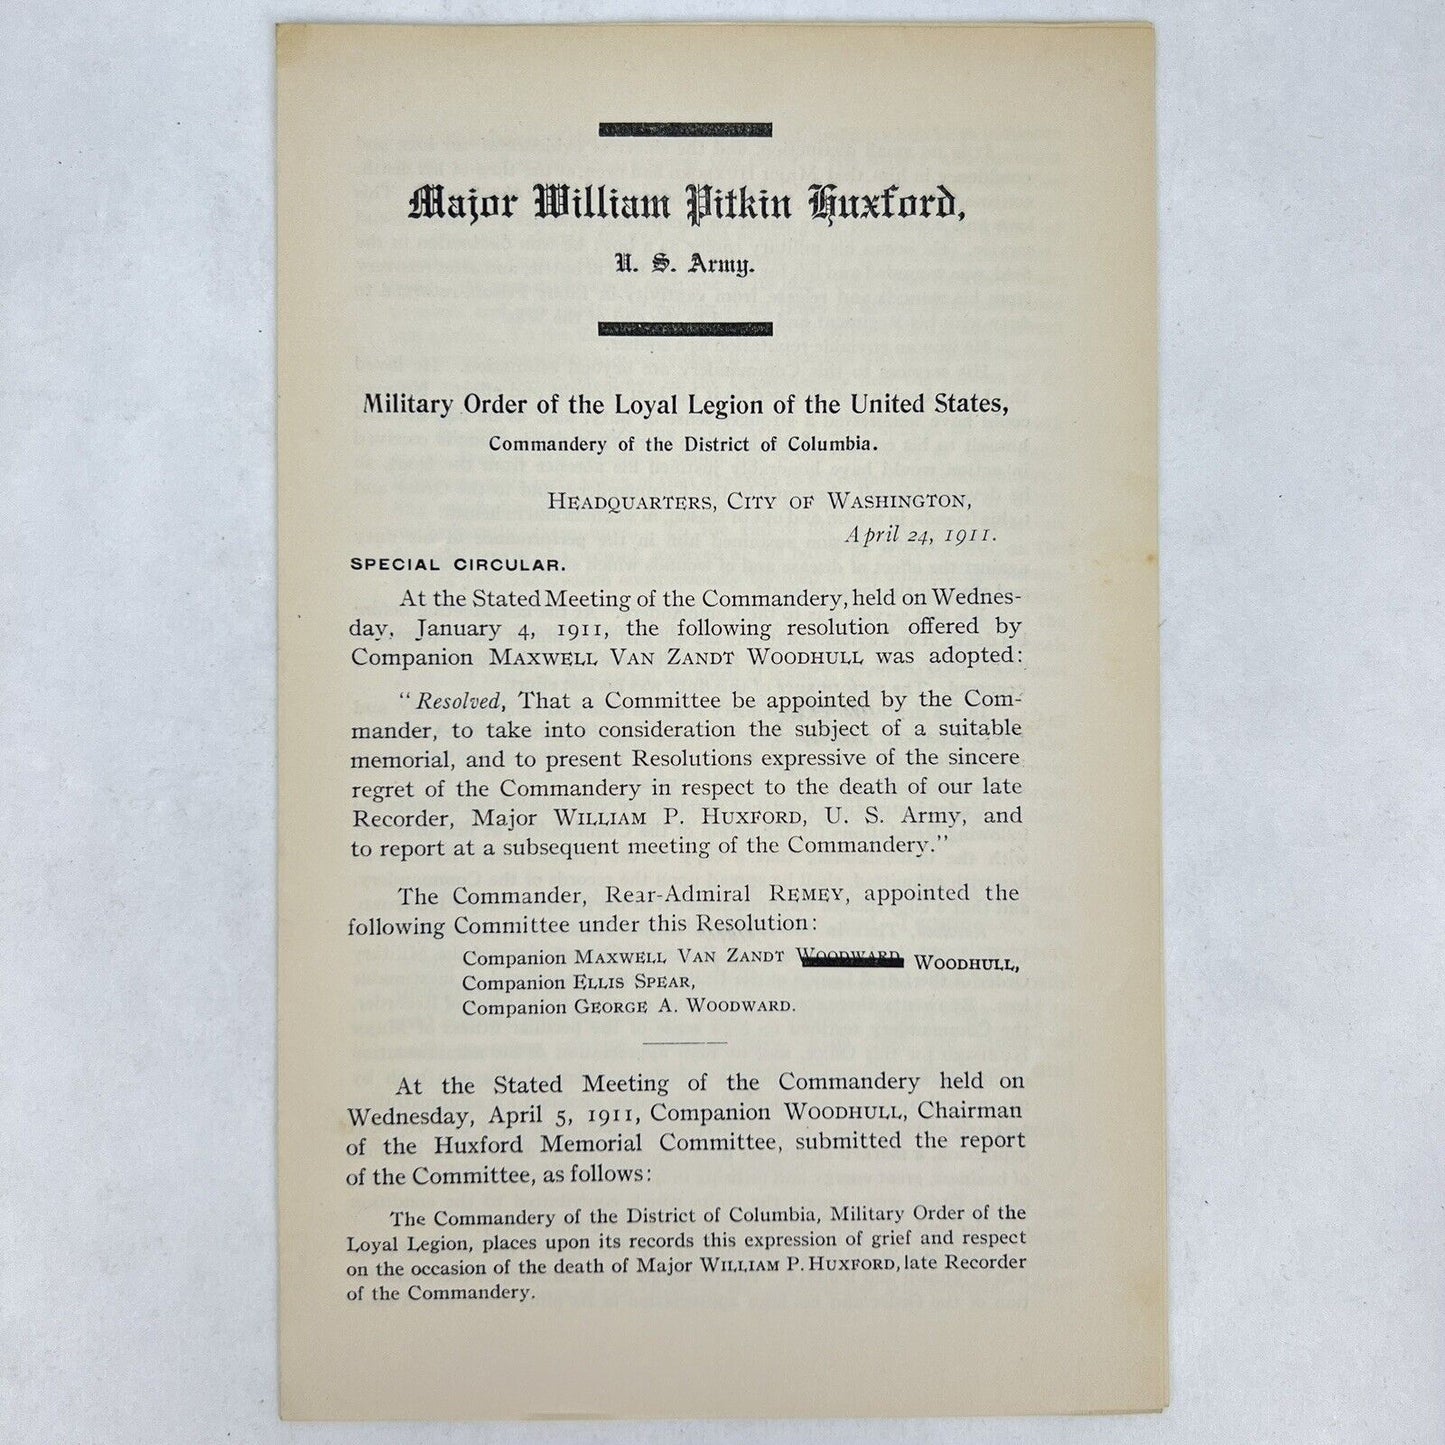 Major William Pitkin Huxford,
U. S. Army.
Military Order of the Loyal Legion of the United States,
Commandery of the District of Columbia.
HEADQUARTERS, CITY OF WASHINGTON,
April 24, 1911.
SPECIAL CIRCULAR.
At the Stated Meeting of the Commandery, held on Wednes-
day, January 4, 1911, the following resolution offered by
Companion MAXWELL VAN ZANDT WOODHULL was adopted:
"Resolved, That a Committee be appointed by the Com-
mander, to take into consideration the subject of a suitable
memorial, and to present Resolutions expressive of the sincere
regret of the Commandery in respect to the death of our late
Recorder, Major WILLIAM P. HUXFORD, U. S. Army, and
to report at a subsequent meeting of the Commandery."
The Commander, Rear-Admiral REMEY, appointed the
following Committee under this Resolution:
Companion MAXWELL VAN ZANDT WOODWARD WOODHULL,
Companion ELLIS SPEAR,
Companion GEORGE A. WOODWARD.
At the Stated Meeting of the Commandery held on
Wednesday, April 5, 1911, Companion WOODHULL, Chairman
of the Huxford Memorial Committee, submitted the report
of the Committee, as follows:
The Commandery of the District of Columbia, Military Order of the
Loyal Legion, places upon its records this expression of grief and respect
on the occasion of the death of Major WILLIAM P. HUXFORD, late Recorder
of the Commandery.